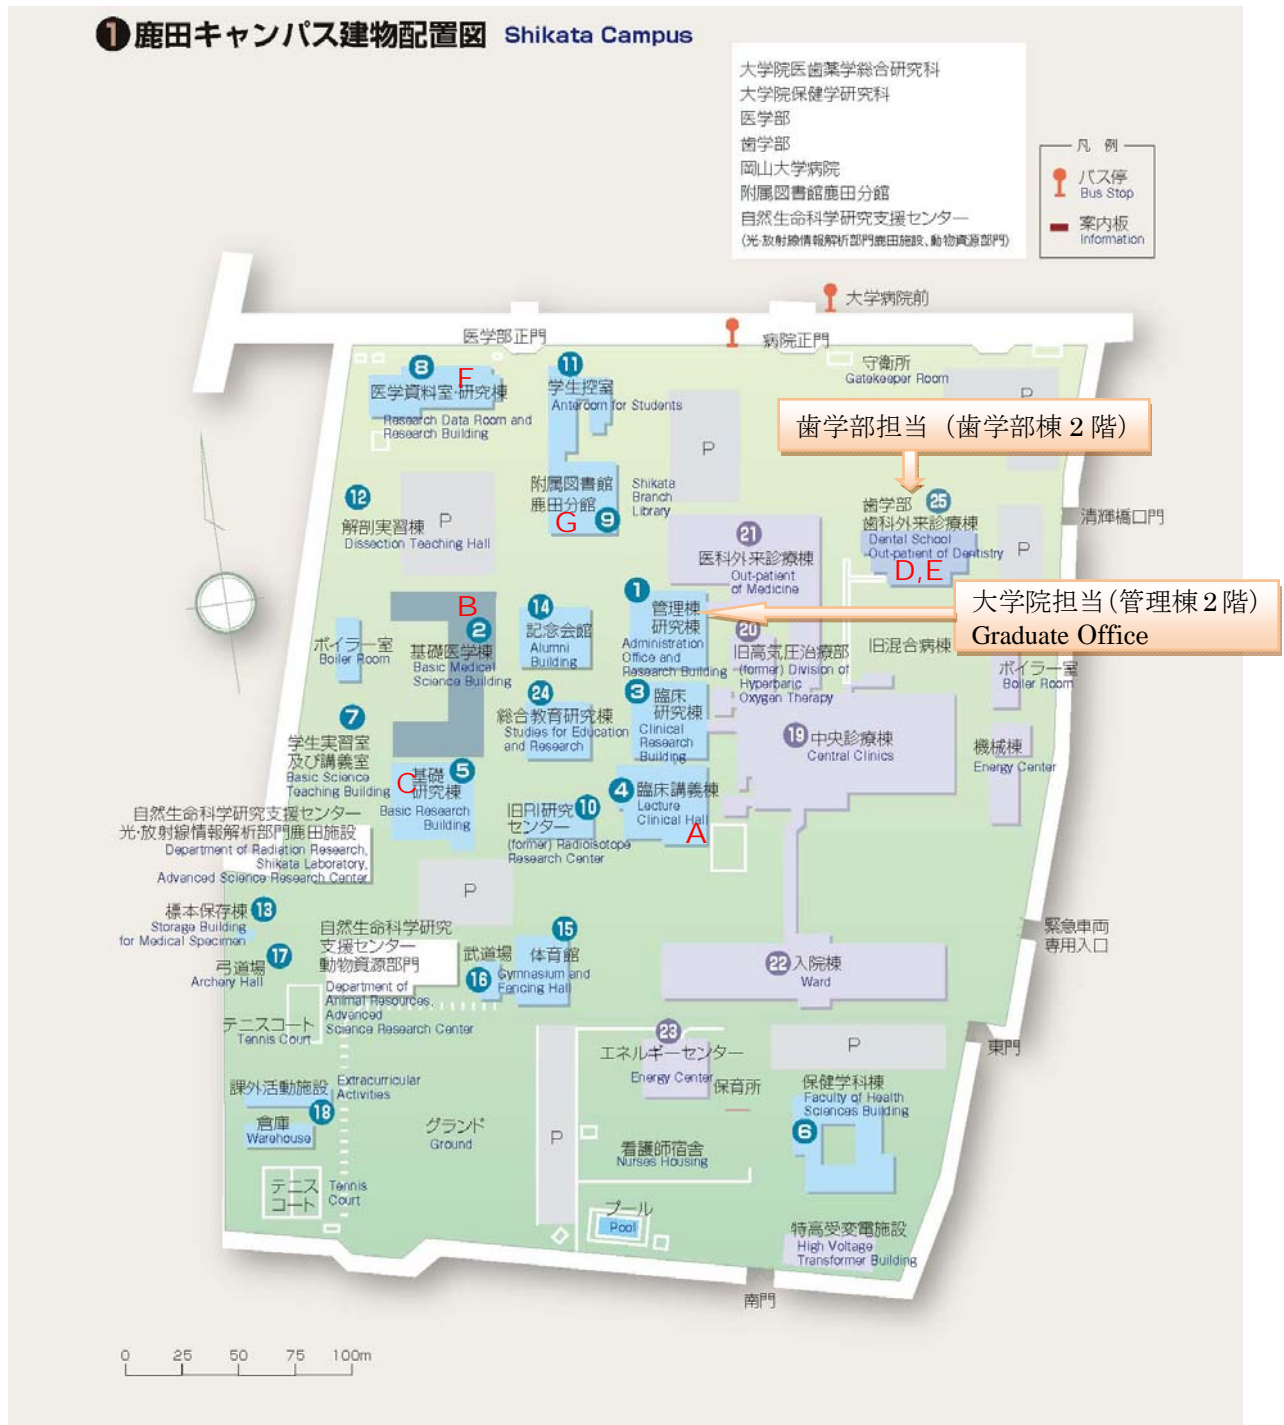 ❶鹿田キャンパス建物配置図 Shikata Campus
大学院医歯薬学総合研究科
大学院保健学研究科
医学部
歯学部
岡山大学病院
附属図書館鹿田分館
自然生命科学研究支援センター
(光・放射線情報解析部門鹿田施設、動物資源部門)
凡 例
バス停
Bus Stop
案内板
Information
大学病院前
医学部正門
病院正門
守衛所
Gatekeeper Room
P
8
F
医学資料室・研究棟
Research Data Room and
Research Building
11
学生控室
Anteroom for Students
P
歯学部担当（歯学部棟 2 階）
12
解剖実習棟
Dissection Teaching Hall
P
附属図書館
鹿田分館
G
9
Shikata
Branch
Library
21
医科外来診療棟
Out-patient
of Medicine
歯学部
25
歯科外来診療棟
Dental School
Out-patient of Dentistry
D,E
P
清輝橋口門
大学院担当(管理棟 2 階)
Graduate Office
B
2
基礎医学棟
Basic Medical
Science Building
ボイラー室
Boiler Room
14
記念会館
Alumni
Building
1
管理棟
研究棟
Administration
Office and
Research Building
20
旧高気圧治療部
(former) Division of
Hyperbaric
Oxygen Therapy
旧混合病棟
ボイラー室
Boiler Room
7
学生実習室
及び講義室
Basic Science
Teaching Building
24
総合教育研究棟
Studies for Education
and Research
3
臨床
研究棟
Clinical
Research
Building
19
中央診療棟
Central Clinics
機械棟
Energy Center
C
基礎
5
研究棟
Basic Research
Building
4
臨床講義棟
Lecture
Clinical Hall
A
旧RI研究
10
センター
(former) Radioisotope
Research Center
自然生命科学研究支援センター
光・放射線情報解析部門鹿田施設
Department of Radiation Research,
Shikata Laboratory,
Advanced Science Research Center
P
標本保存棟
13
Storage Building
for Medical Specimen
弓道場
17
Archery Hall
自然生命科学研究
支援センター
動物資源部門
Department of
Animal Resources,
Advanced
Science Research Center
武道場
16
15
体育館
Gymnasium and
Fencing Hall
22
入院棟
Ward
緊急車両
専用入口
テニスコート
Tennis Court
23
エネルギーセンター
Energy Center
保育所
P
東門
課外活動施設
Extracurricular
Activities
18
倉庫
Warehouse
グランド
Ground
P
保健学科棟
Faculty of Health
Sciences Building
6
看護師宿舎
Nurses Housing
テニス
コート
Tennis
Court
プール
Pool
特高受変電施設
High Voltage
Transformer Building
南門
0 25 50 75 100m